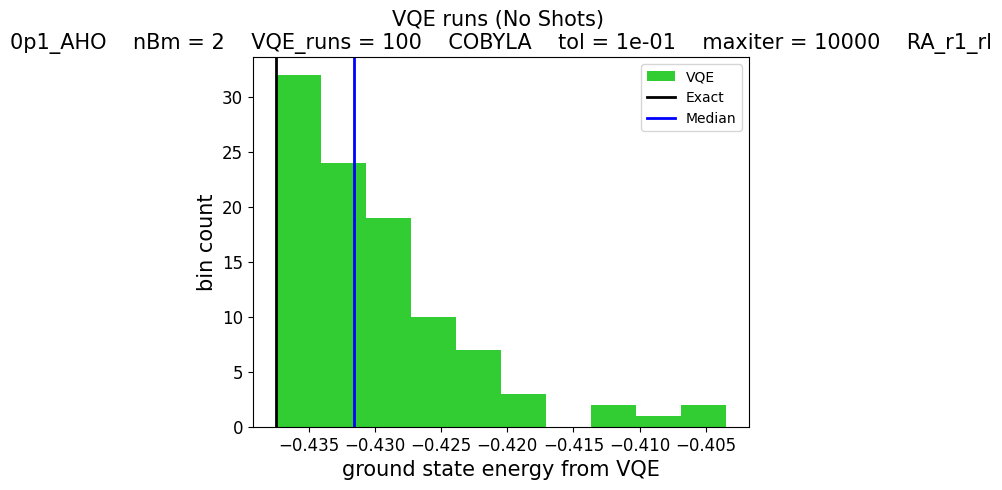 VQE runs (No Shots)
0p1_AHO nBm = 2 VQE_runs = 100 COBYLA tol = 1e-01 maxiter = 10000 RA_r1_rl
VQE
Exact
Median
30
25
20
15
10
5
0
bin count
−0.435 −0.430 −0.425 −0.420 −0.415 −0.410 −0.405
ground state energy from VQE